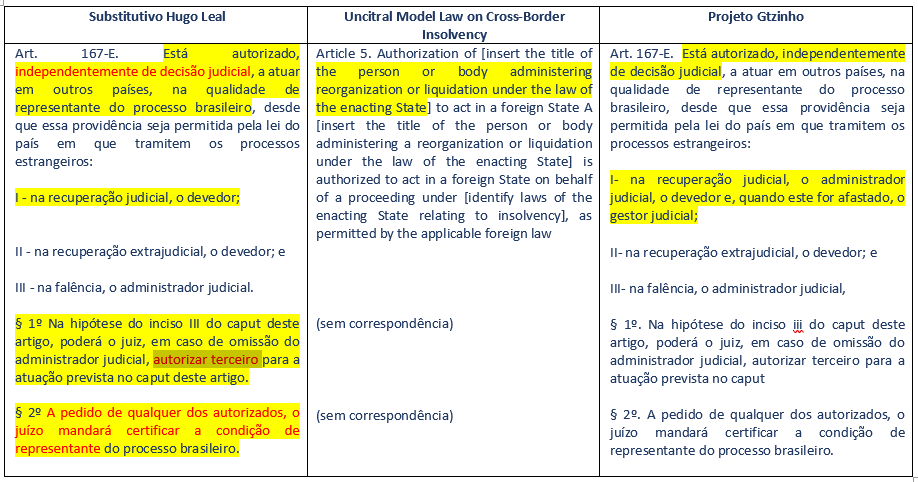 Substitutivo Hugo Leal
Art. 167-E. Está autorizado,
independentemente de decisão judicial, a atuar
em outros países, na qualidade de
representante do processo brasileiro, desde
que essa providência seja permitida pela lei do
país em que tramitem os processos
estrangeiros:
I - na recuperação judicial, o devedor;
II - na recuperação extrajudicial, o devedor; e
III - na falência, o administrador judicial.
§ 1º Na hipótese do inciso III do caput deste
artigo, poderá o juiz, em caso de omissão do
administrador judicial, autorizar terceiro para a
atuação prevista no caput deste artigo.
§ 2º A pedido de qualquer dos autorizados, o
juízo mandará certificar a condição de
representante do processo brasileiro.
Uncitral Model Law on Cross-Border
Insolvency
Article 5. Authorization of [insert the title of
the person or body administering
reorganization or liquidation under the law of
the enacting State] to act in a foreign State A
[insert the title of the person or body
administering a reorganization or liquidation
under the law of the enacting State] is
authorized to act in a foreign State on behalf
of a proceeding under [identify laws of the
enacting State relating to insolvency], as
permitted by the applicable foreign law
(sem correspondência)
(sem correspondência)
Projeto Gtzinho
Art. 167-E. Está autorizado, independentemente
de decisão judicial, a atuar em outros países, na
qualidade de representante do processo
brasileiro, desde que essa providência seja
permitida pela lei do país em que tramitem os
processos estrangeiros:
I- na recuperação judicial, o administrador
judicial, o devedor e, quando este for afastado, o
gestor judicial;
II- na recuperação extrajudicial, o devedor; e
III- na falência, o administrador judicial,
§ 1º. Na hipótese do inciso iii do caput deste
artigo, poderá o juiz, em caso de omissão do
administrador judicial, autorizar terceiro para a
atuação prevista no caput
§ 2º. A pedido de qualquer dos autorizados, o
juízo mandará certificar a condição de
representante do processo brasileiro.